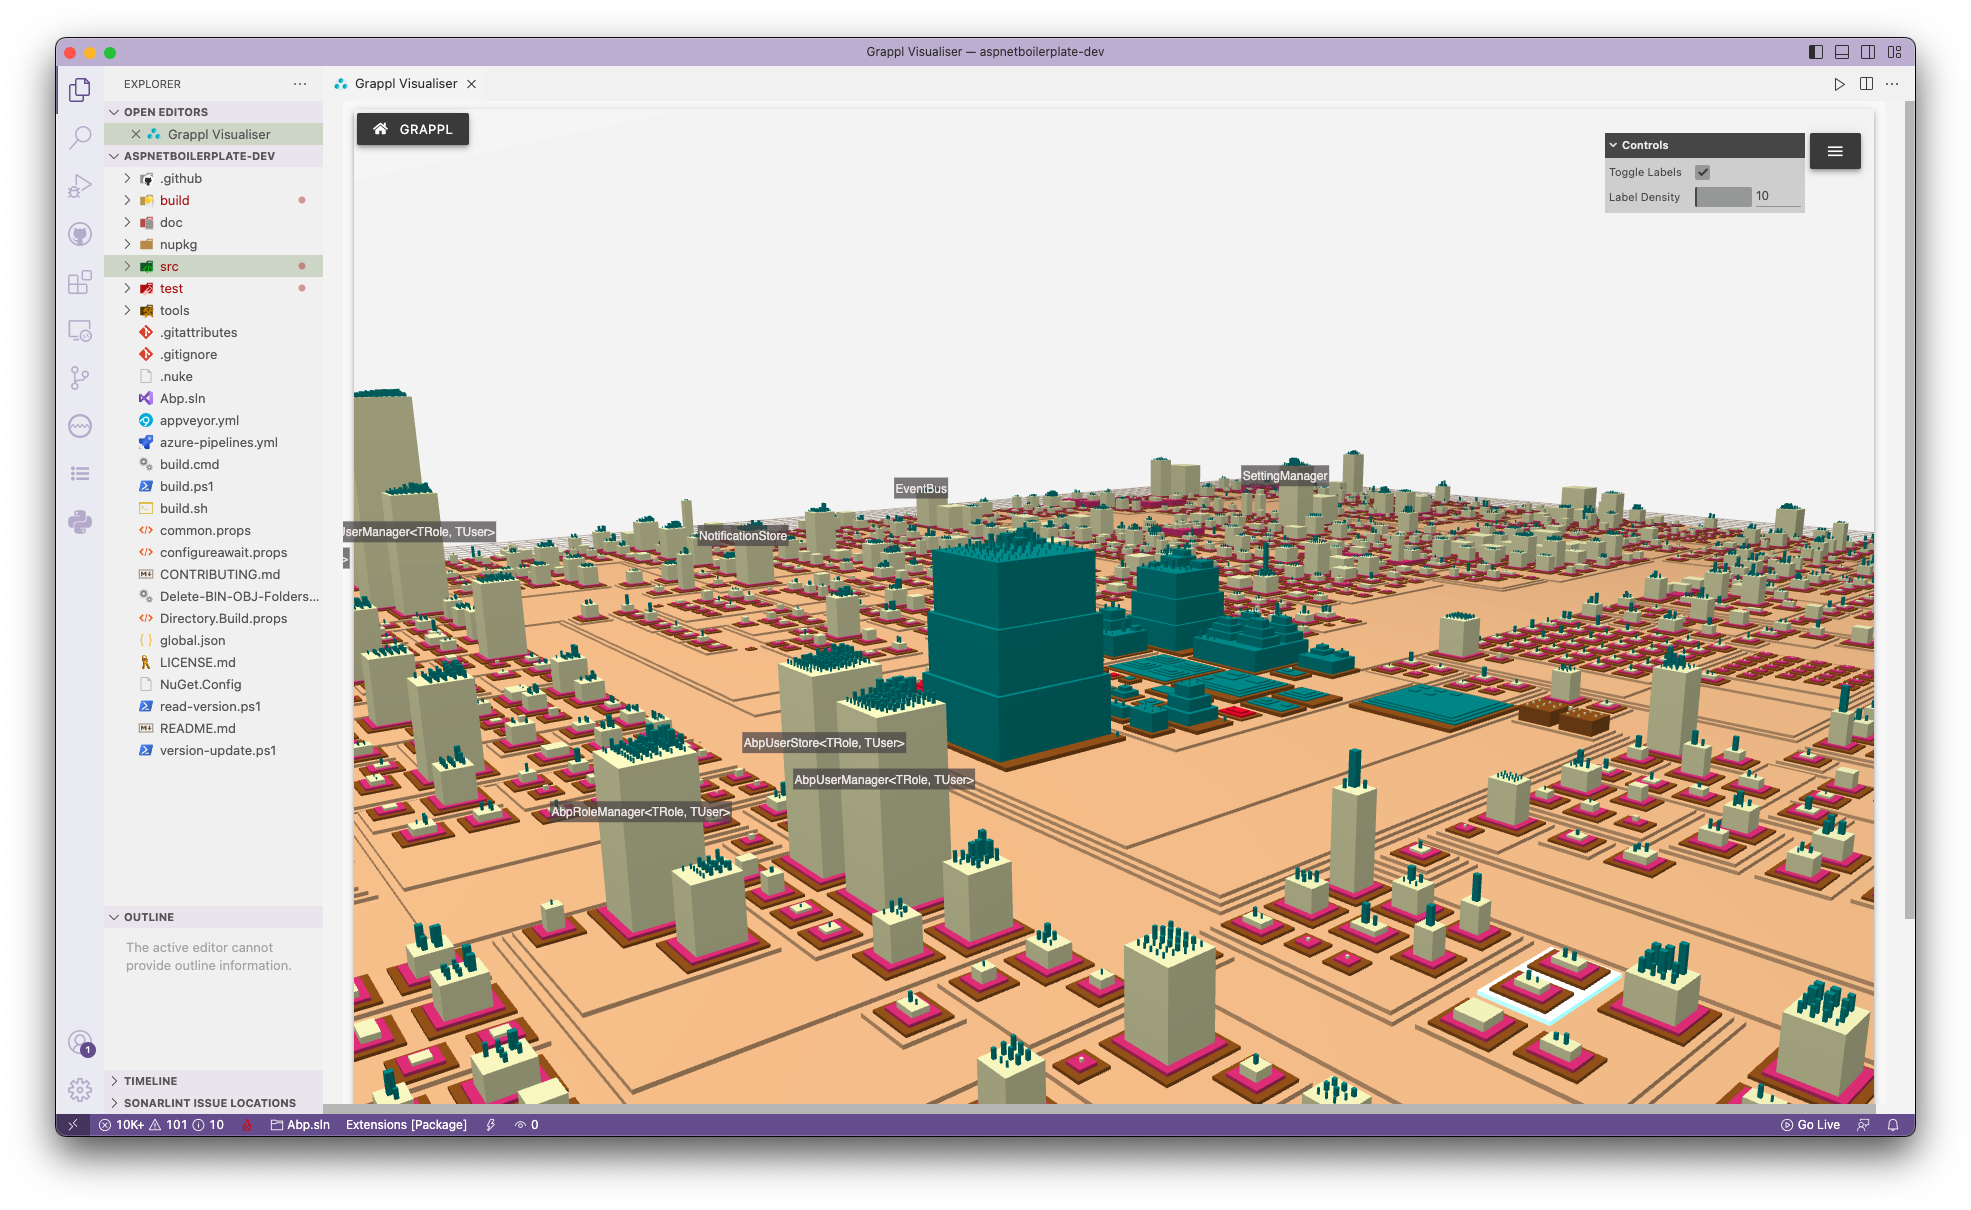 Grappl Visualiser — aspnetboilerplate-dev
EXPLORER
Grappl Visualiser
OPEN EDITORS
Grappl Visualiser
ASPNETBOILERPLATE-DEV
.github
build
doc
nupkg
src
test
tools
.gitattributes
.gitignore
.nuke
Abp.sln
appveyor.yml
azure-pipelines.yml
build.cmd
build.ps1
build.sh
common.props
configureawait.props
CONTRIBUTING.md
Delete-BIN-OBJ-Folders...
Directory.Build.props
global.json
LICENSE.md
NuGet.Config
read-version.ps1
README.md
version-update.ps1
OUTLINE
The active editor cannot
provide outline information.
TIMELINE
SONARLINT ISSUE LOCATIONS
GRAPPL
Controls
Toggle Labels
Label Density 10
SettingManager
EventBus
UserManager<TRole, TUser>
NotificationStore
>
AbpUserStore<TRole, TUser>
AbpUserManager<TRole, TUser>
AbpRoleManager<TRole, TUser>
1
10K+ 101 10 Abp.sln Extensions [Package] 0 Go Live